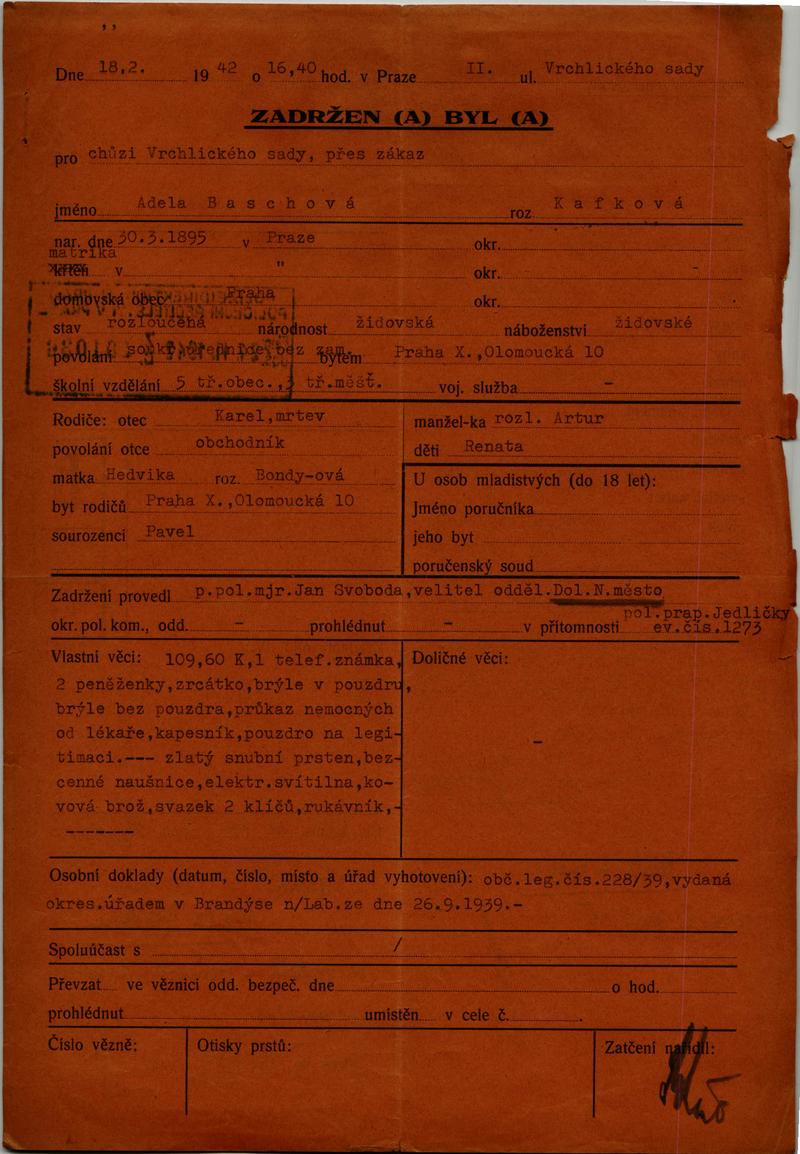 Dne 18.2. 19 42 o 16,40 hod. v Praze II. ul. Vrchlického sady
ZADRŽEN (A) BYL (A)
pro chůzi Vrchlického sady, přes zákaz
jméno Adela Baschová roz Kafková
nar. dne 30.3.1895 v Praze okr.
matrika
v " okr. -
domovská obec Praha okr.
stav rozloučená národnost židovská náboženství židovské
povolání bez zam. bytem Praha X.,Olomoucká 10
školní vzdělání 5 tř.obec.,3 tř.měšť. voj. služba -
Rodiče: otec Karel,mrtev
povolání otce obchodník
matka Hedvika roz. Bondy-ová
byt rodičů Praha X.,Olomoucká 10
sourozenci Pavel
manžel-ka rozl. Artur
děti Renata
U osob mladistvých (do 18 let):
Jméno poručníka
jeho byt
poručenský soud
Zadržení provedl p.pol.mjr.Jan Svoboda,velitel odděl.Dol.N.město
okr. pol. kom., odd. - prohlédnut - v přítomnosti pol.prap.Jedličky ev.čís.1273
Vlastní věci: 109,60 K,1 telef.známka,
2 peněženky,zrcátko,brýle v pouzdru,
brýle bez pouzdra,průkaz nemocných
od lékaře,kapesník,pouzdro na legi-
timaci.--- zlatý snubní prsten,bez-
cenné naušnice,elektr.svítilna,ko-
vová brož,svazek 2 klíčů,rukávník,-
-------
Doličné věci:
-
Osobní doklady (datum, číslo, místo a úřad vyhotovení): obč.leg.čís.228/39,vydaná
okres.úřadem v Brandýse n/Lab.ze dne 26.9.1939.-
Spoluúčast s /
Převzat ve věznici odd. bezpeč. dne o hod.
prohlédnut umístěn v cele č. .
Číslo vězně: Otisky prstů: Zatčení nařídil: